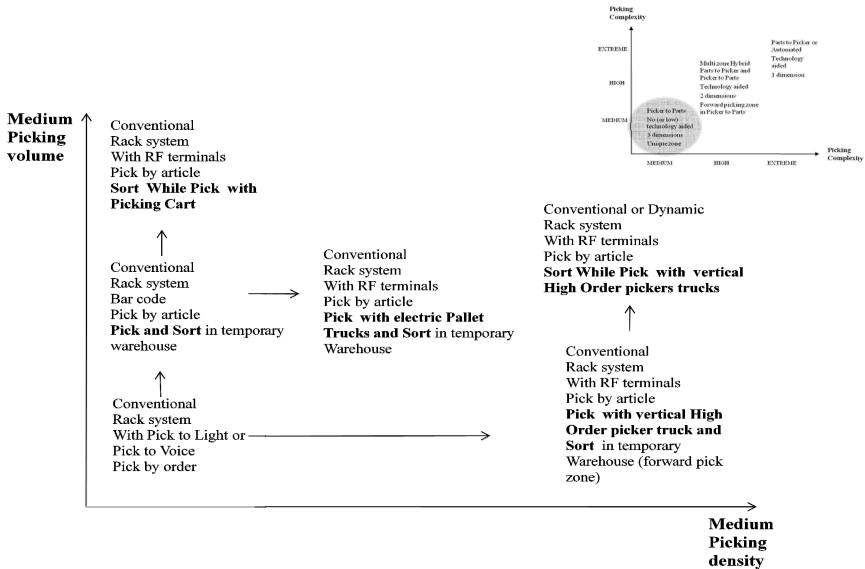 Picking
Complexity
EXTREME
HIGH
MEDIUM
Parts to Picker or
Automated
Technology
aided
1 dimension
Multizone Hybrid
Parts to Picker and
Picker to Parts
Technology aided
2 dimensions
Forward picking zone
in Picker to Parts
Picker to Parts
No (or low)
technology aided
3 dimensions
Unique zone
MEDIUM
HIGH
EXTREME
Picking
Complexity
Medium
Picking
volume
Conventional
Rack system
With RF terminals
Pick by article
Sort While Pick with
Picking Cart
Conventional
Rack system
Bar code
Pick by article
Pick and Sort in temporary
warehouse
Conventional
Rack system
With RF terminals
Pick by article
Pick with electric Pallet
Trucks and Sort in temporary
Warehouse
Conventional or Dynamic
Rack system
With RF terminals
Pick by article
Sort While Pick with vertical
High Order pickers trucks
Conventional
Rack system
With Pick to Light or
Pick to Voice
Pick by order
Conventional
Rack system
With RF terminals
Pick by article
Pick with vertical High
Order picker truck and
Sort in temporary
Warehouse (forward pick
zone)
Medium
Picking
density